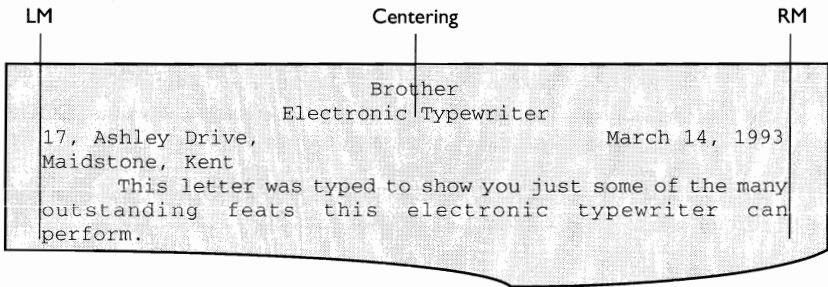 LM Centering RM
Brother
Electronic Typewriter
17, Ashley Drive, March 14, 1993
Maidstone, Kent
This letter was typed to show you just some of the many
outstanding feats this electronic typewriter can
perform.